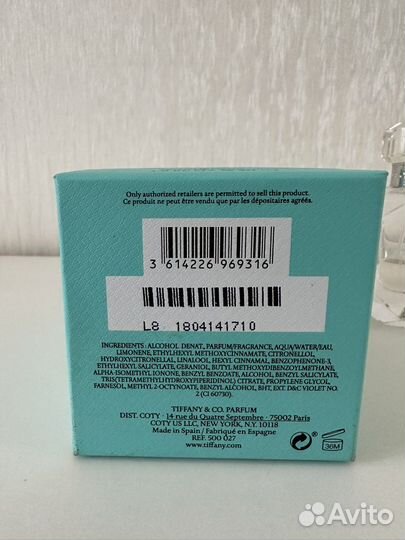 Only authorized retailers are permitted to sell this product.
Ce produit ne peut être vendu que par les dépositaires agréés.
3 614226 969316
L8 1804141710
INGREDIENTS : ALCOHOL DENAT., PARFUM/FRAGRANCE, AQUA/WATER/EAU,
LIMONENE, ETHYLHEXYL METHOXYCINNAMATE, CITRONELLOL,
HYDROXYCITRONELLAL, LINALOOL, HEXYL CINNAMAL, BENZOPHENONE-3,
ETHYLHEXYL SALICYLATE, GERANIOL, BUTYL METHOXYDIBENZOYLMETHANE,
ALPHA-ISOMETHYL IONONE, BENZYL BENZOATE, ALCOHOL, BENZYL SALICYLATE,
TRIS(TETRAMETHYLHYDROXYPIPERIDINOL) CITRATE, PROPYLENE GLYCOL,
FARNESOL, METHYL 2-OCTYNOATE, BENZYL ALCOHOL, BHT, EXT. D&C VIOLET NO.
2 (CI 60730).
TIFFANY & CO. PARFUM
DIST. COTY - 14 rue du Quatre Septembre - 75002 Paris
COTY US LLC, NEW YORK, N.Y. 10118
Made in Spain / Fabriqué en Espagne
REF. 500 027
www.tiffany.com
36M
Avito